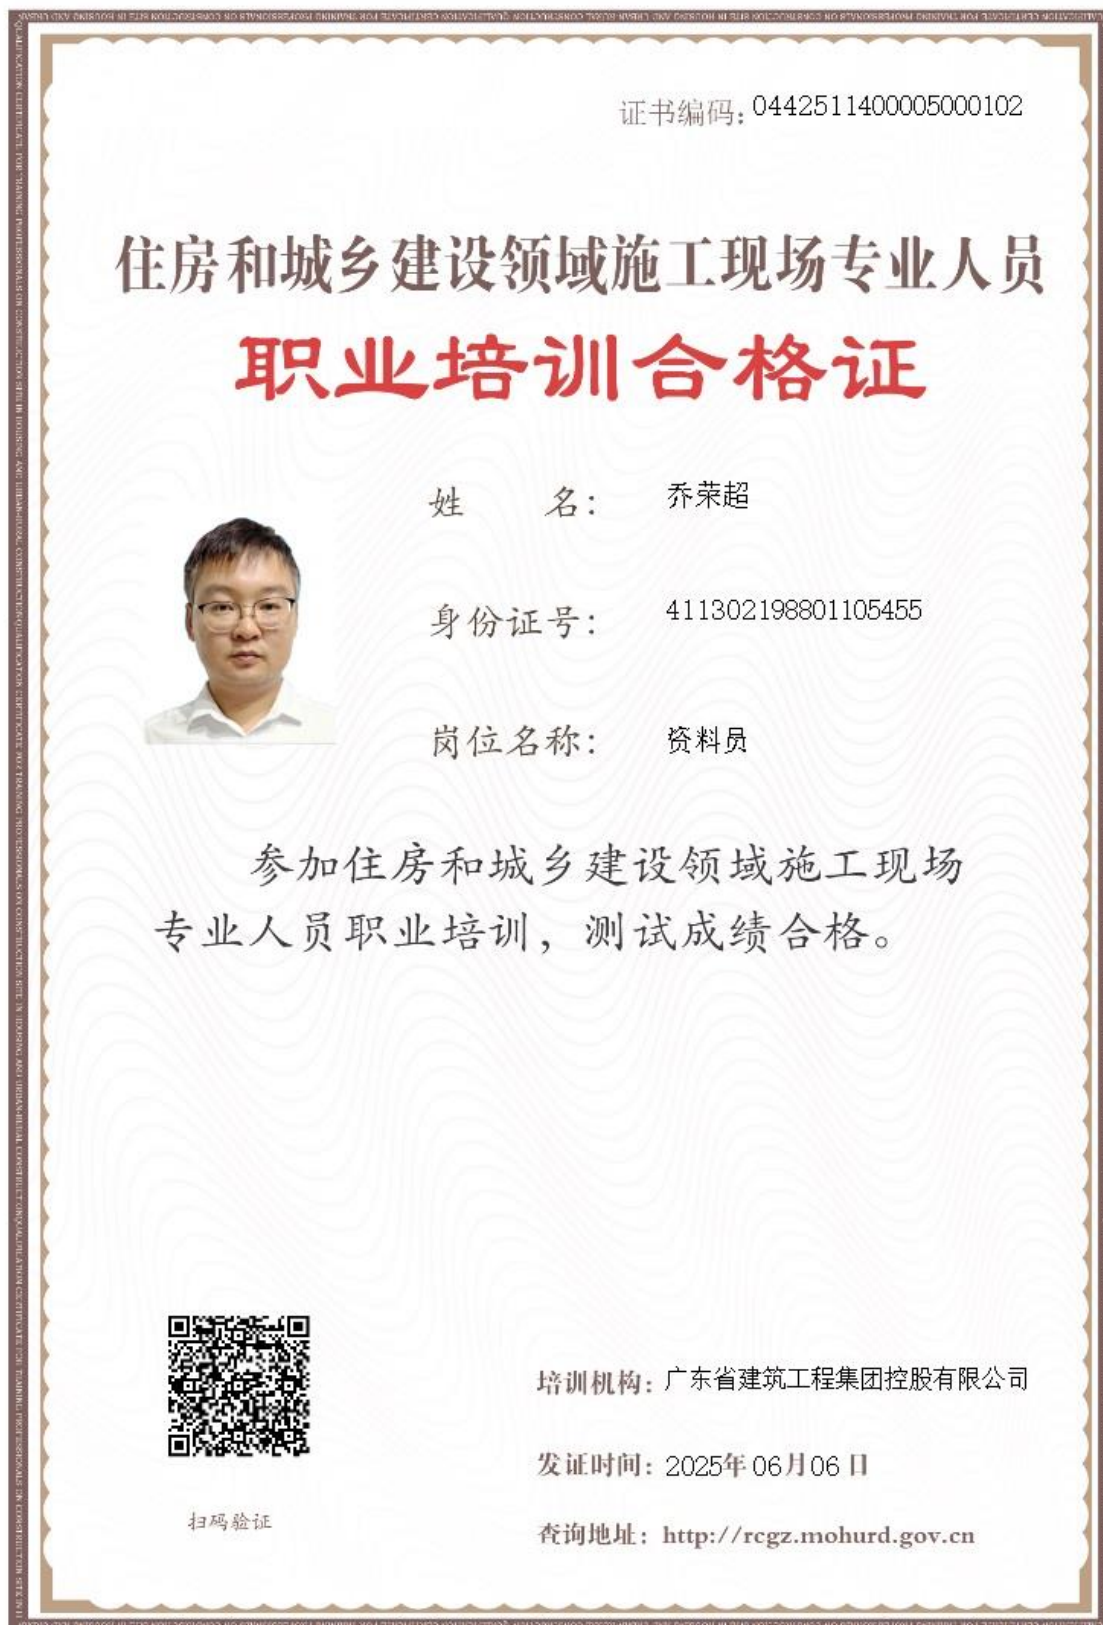 证书编码：0442511400005000102
住房和城乡建设领域施工现场专业人员
职业培训合格证
姓 名： 乔荣超
身份证号： 411302198801105455
岗位名称： 资料员
参加住房和城乡建设领域施工现场
专业人员职业培训，测试成绩合格。
培训机构：广东省建筑工程集团控股有限公司
发证时间：2025年06月06日
扫码验证
查询地址：http://rcgz.mohurd.gov.cn